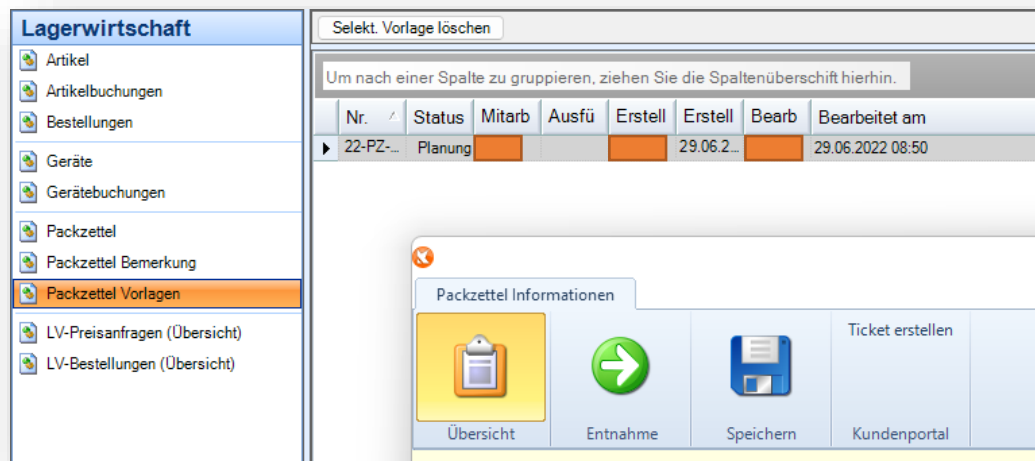 Lagerwirtschaft
Artikel
Artikelbuchungen
Bestellungen
Geräte
Gerätebuchungen
Packzettel
Packzettel Bemerkung
Packzettel Vorlagen
LV-Preisanfragen (Übersicht)
LV-Bestellungen (Übersicht)
Selekt. Vorlage löschen
Um nach einer Spalte zu gruppieren, ziehen Sie die Spaltenüberschift hierhin.
Nr. Status Mitarb Ausfü Erstell Erstell Bearb Bearbeitet am
22-PZ-... Planung 29.06.2... 29.06.2022 08:50
Packzettel Informationen
Ticket erstellen
Übersicht Entnahme Speichern Kundenportal